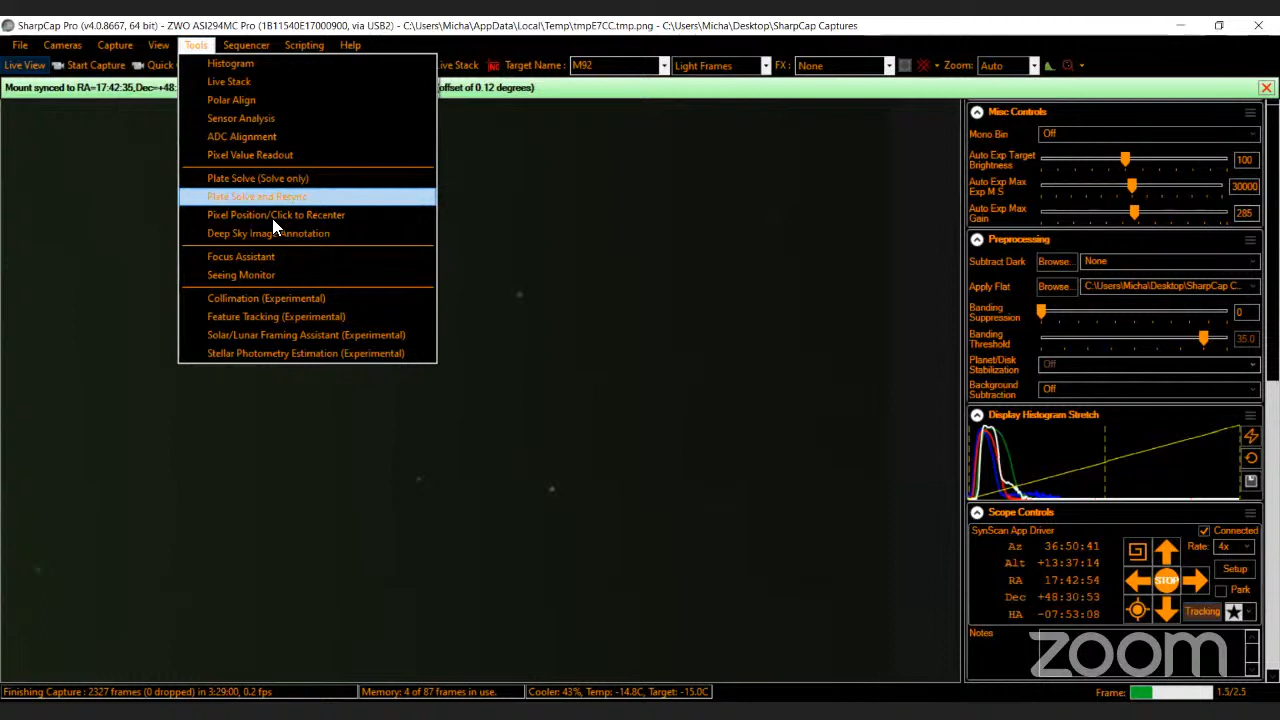 SharpCap Pro (v4.0.8667, 64 bit) - ZWO ASI294MC Pro (1B11540E17000900, via USB2) - C:\Users\Micha\AppData\Local\Temp\tmpE7CC.tmp.png - C:\Users\Micha\Desktop\SharpCap Captures
File Cameras Capture View Tools Sequencer Scripting Help
Live View Start Capture Quick Live Stack Target Name : M92 Light Frames FX : None Zoom: Auto
Mount synced to RA=17:42:35,Dec=+48: offset of 0.12 degrees)
Histogram
Live Stack
Polar Align
Sensor Analysis
ADC Alignment
Pixel Value Readout
Plate Solve (Solve only)
Plate Solve and Resync
Pixel Position/Click to Recenter
Deep Sky Image Annotation
Focus Assistant
Seeing Monitor
Collimation (Experimental)
Feature Tracking (Experimental)
Solar/Lunar Framing Assistant (Experimental)
Stellar Photometry Estimation (Experimental)
Misc Controls
Mono Bin Off
Auto Exp Target Brightness 100
Auto Exp Max Exp M S 30000
Auto Exp Max Gain 285
Preprocessing
Subtract Dark Browse... None
Apply Flat Browse... C:\Users\Micha\Desktop\SharpCap C...
Banding Suppression 0
Banding Threshold 35.0
Planet/Disk Stabilization Off
Background Subtraction Off
Display Histogram Stretch
Scope Controls
SynScan App Driver Connected
Az 36:50:41 Rate: 4x
Alt +13:37:14
RA 17:42:54 STOP Setup
Dec +48:30:53 Park
HA -07:53:08 Tracking
Notes
zoom
Finishing Capture : 2327 frames (0 dropped) in 3:29:00, 0.2 fps Memory: 4 of 87 frames in use. Cooler: 43%, Temp: -14.8C, Target: -15.0C Frame: 1.5/2.5